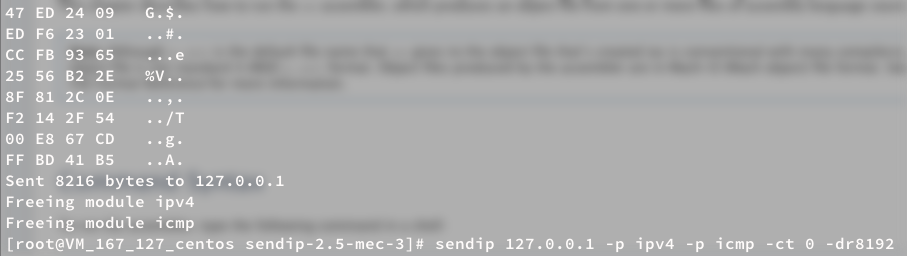 47 ED 24 09   G.$.
ED F6 23 01   ..#.
CC FB 93 65   ...e
25 56 B2 2E   %V..
8F 81 2C 0E   ..,.
F2 14 2F 54   ../T
00 E8 67 CD   ..g.
FF BD 41 B5   ..A.
Sent 8216 bytes to 127.0.0.1
Freeing module ipv4
Freeing module icmp
[root@VM_167_127_centos sendip-2.5-mec-3]# sendip 127.0.0.1 -p ipv4 -p icmp -ct 0 -dr8192